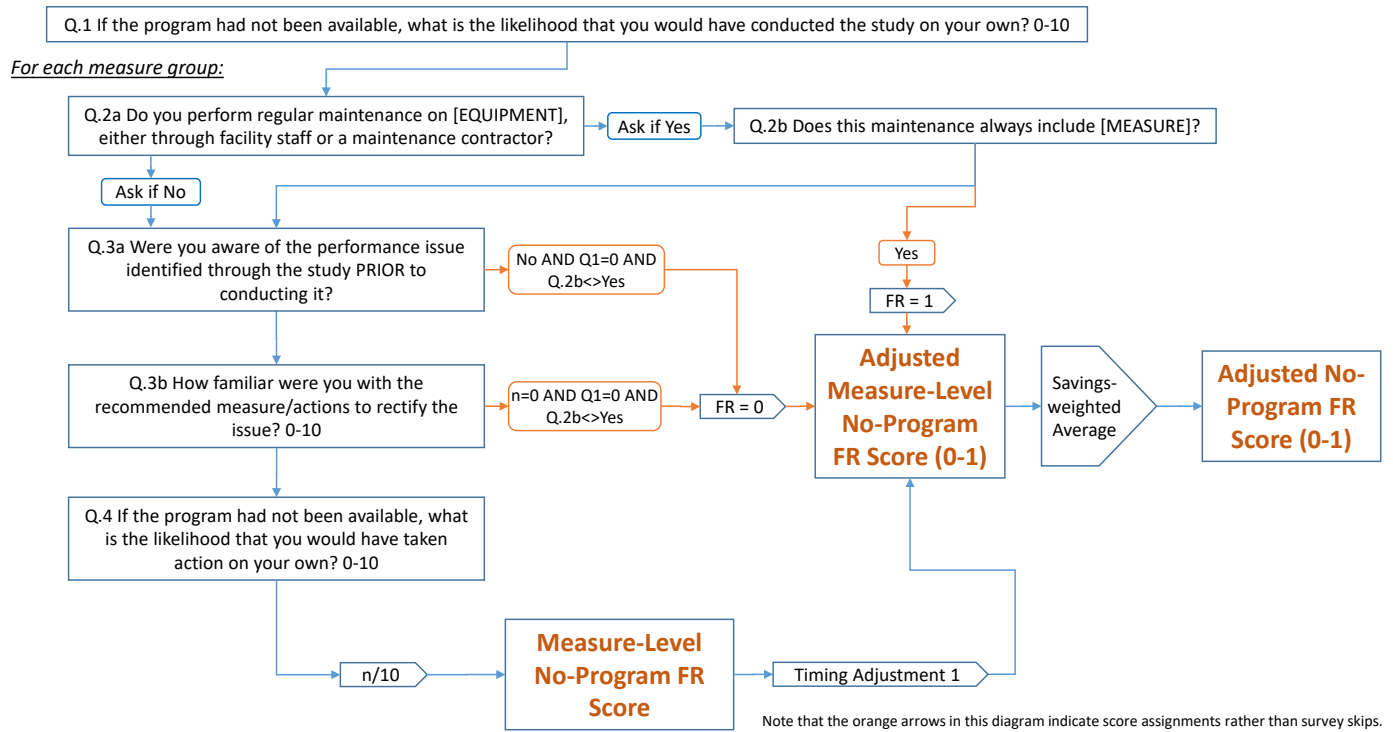 Q.1 If the program had not been available, what is the likelihood that you would have conducted the study on your own? 0-10
For each measure group:
Q.2a Do you perform regular maintenance on [EQUIPMENT],
either through facility staff or a maintenance contractor?
Ask if Yes
Q.2b Does this maintenance always include [MEASURE]?
Ask if No
Q.3a Were you aware of the performance issue
identified through the study PRIOR to
conducting it?
No AND Q1=0 AND
Q.2b<>Yes
Yes
FR = 1
Q.3b How familiar were you with the
recommended measure/actions to rectify the
issue? 0-10
n=0 AND Q1=0 AND
Q.2b<>Yes
FR = 0
Adjusted
Measure-Level
No-Program
FR Score (0-1)
Savings-
weighted
Average
Adjusted No-
Program FR
Score (0-1)
Q.4 If the program had not been available, what
is the likelihood that you would have taken
action on your own? 0-10
n/10
Measure-Level
No-Program FR
Score
Timing Adjustment 1
Note that the orange arrows in this diagram indicate score assignments rather than survey skips.